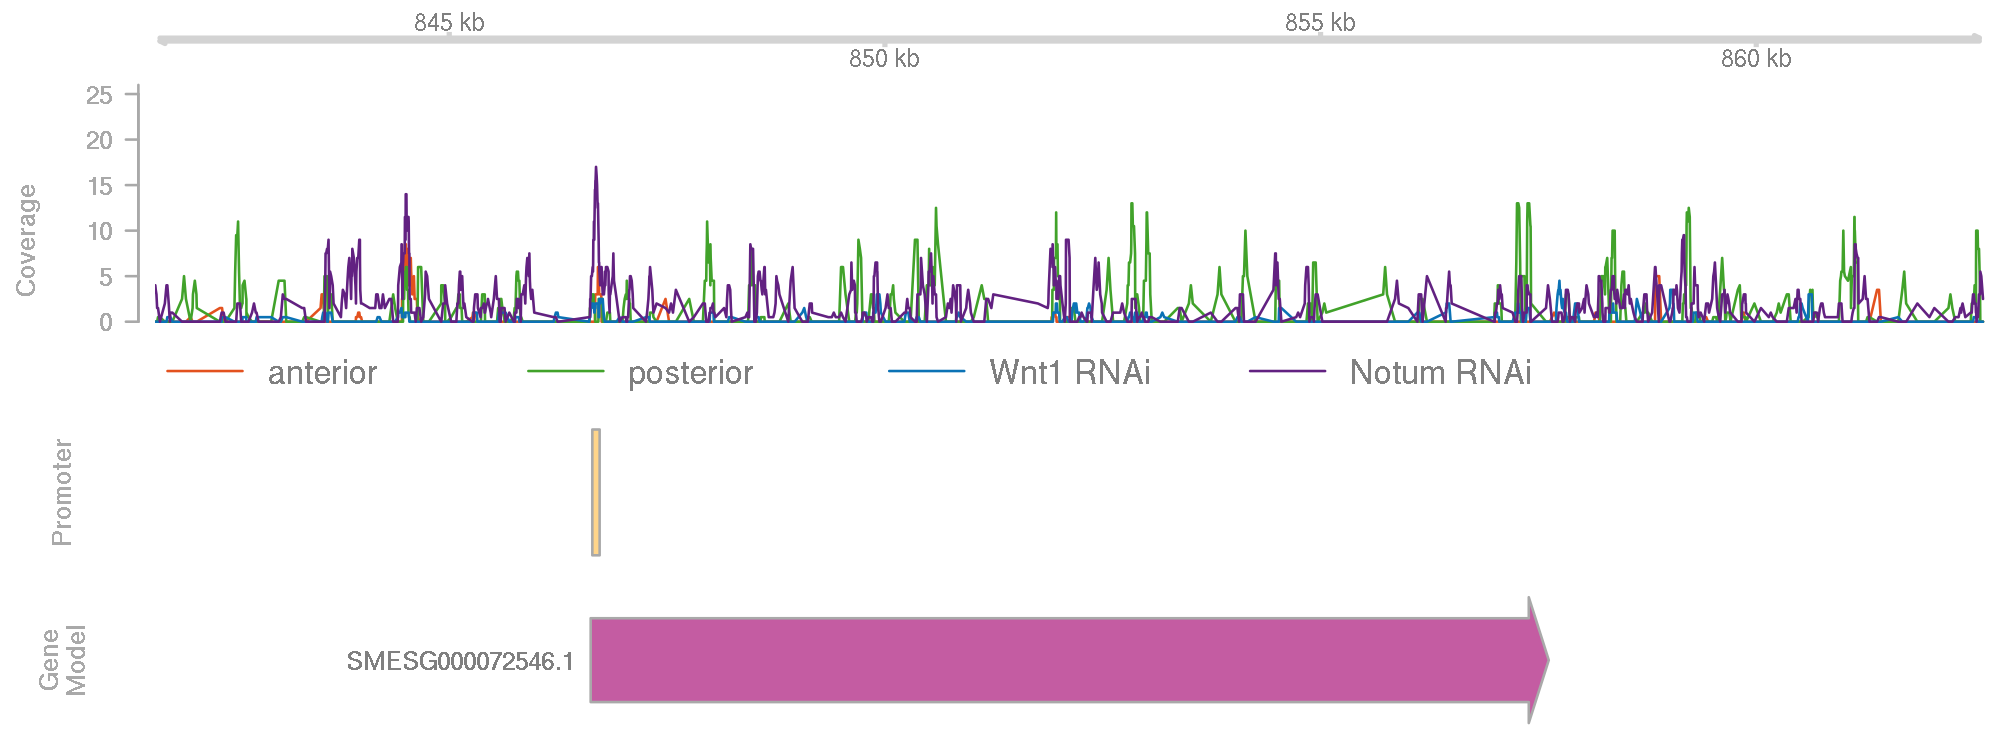 845 kb
855 kb
850 kb
860 kb
Coverage
25
20
15
10
5
0
anterior
posterior
Wnt1 RNAi
Notum RNAi
Promoter
Gene
Model
SMESG000072546.1